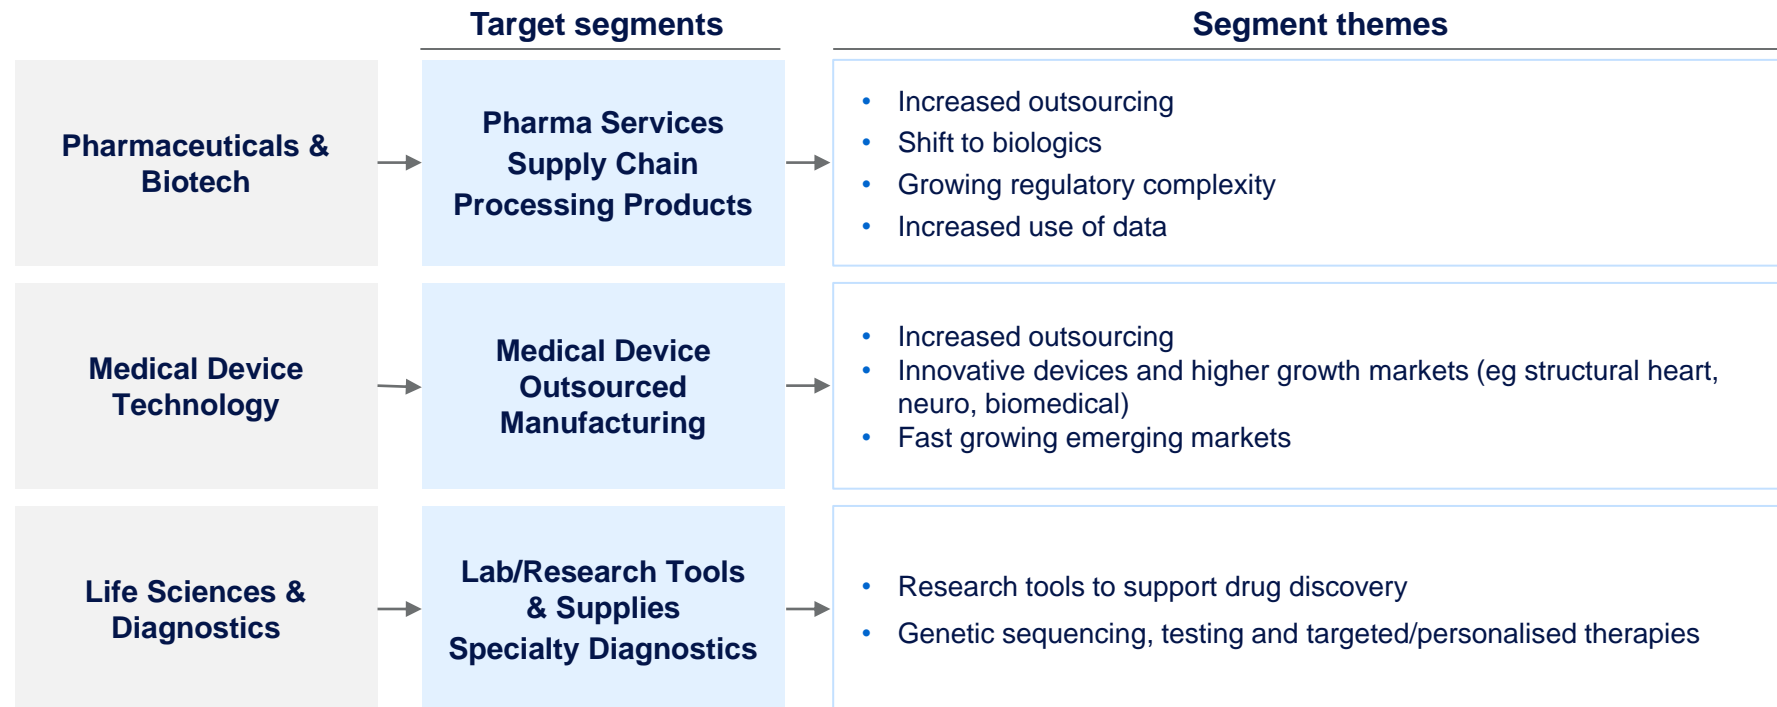 Target segments
Segment themes
Pharmaceuticals &
Biotech
Pharma Services
Supply Chain
Processing Products
• Increased outsourcing
• Shift to biologics
• Growing regulatory complexity
• Increased use of data
Medical Device
Technology
Medical Device
Outsourced
Manufacturing
• Increased outsourcing
• Innovative devices and higher growth markets (eg structural heart,
neuro, biomedical)
• Fast growing emerging markets
Life Sciences &
Diagnostics
Lab/Research Tools
& Supplies
Specialty Diagnostics
• Research tools to support drug discovery
• Genetic sequencing, testing and targeted/personalised therapies